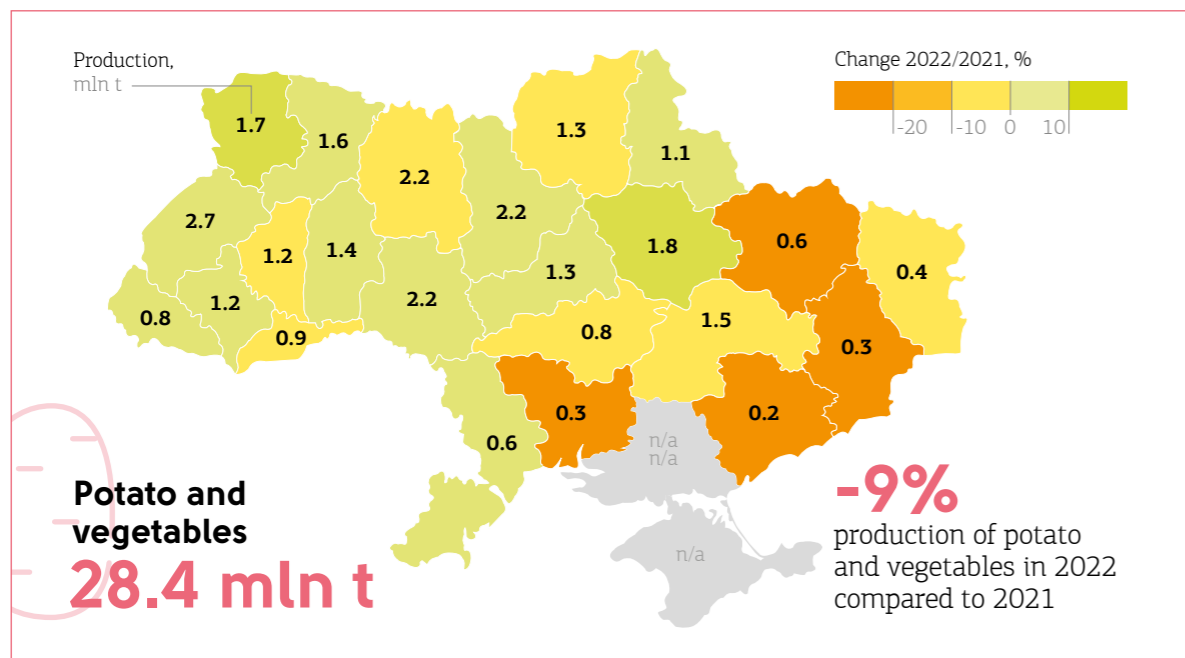 Production,
mln t
Change 2022/2021, %
-20
-10
0
10
1.7
1.6
2.2
1.3
1.1
2.7
1.2
1.4
2.2
1.8
0.6
0.4
0.8
1.2
0.9
2.2
1.3
0.8
1.5
0.3
0.6
0.3
0.2
n/a
n/a
n/a
Potato and
vegetables
28.4 mln t
-9%
production of potato
and vegetables in 2022
compared to 2021